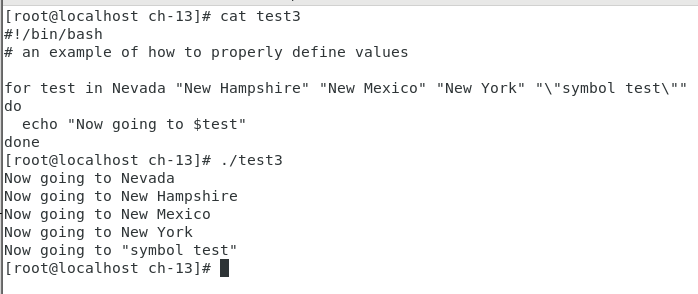 [root@localhost ch-13]# cat test3
#!/bin/bash
# an example of how to properly define values
for test in Nevada "New Hampshire" "New Mexico" "New York" "\"symbol test\""
do
  echo "Now going to $test"
done
[root@localhost ch-13]# ./test3
Now going to Nevada
Now going to New Hampshire
Now going to New Mexico
Now going to New York
Now going to "symbol test"
[root@localhost ch-13]#